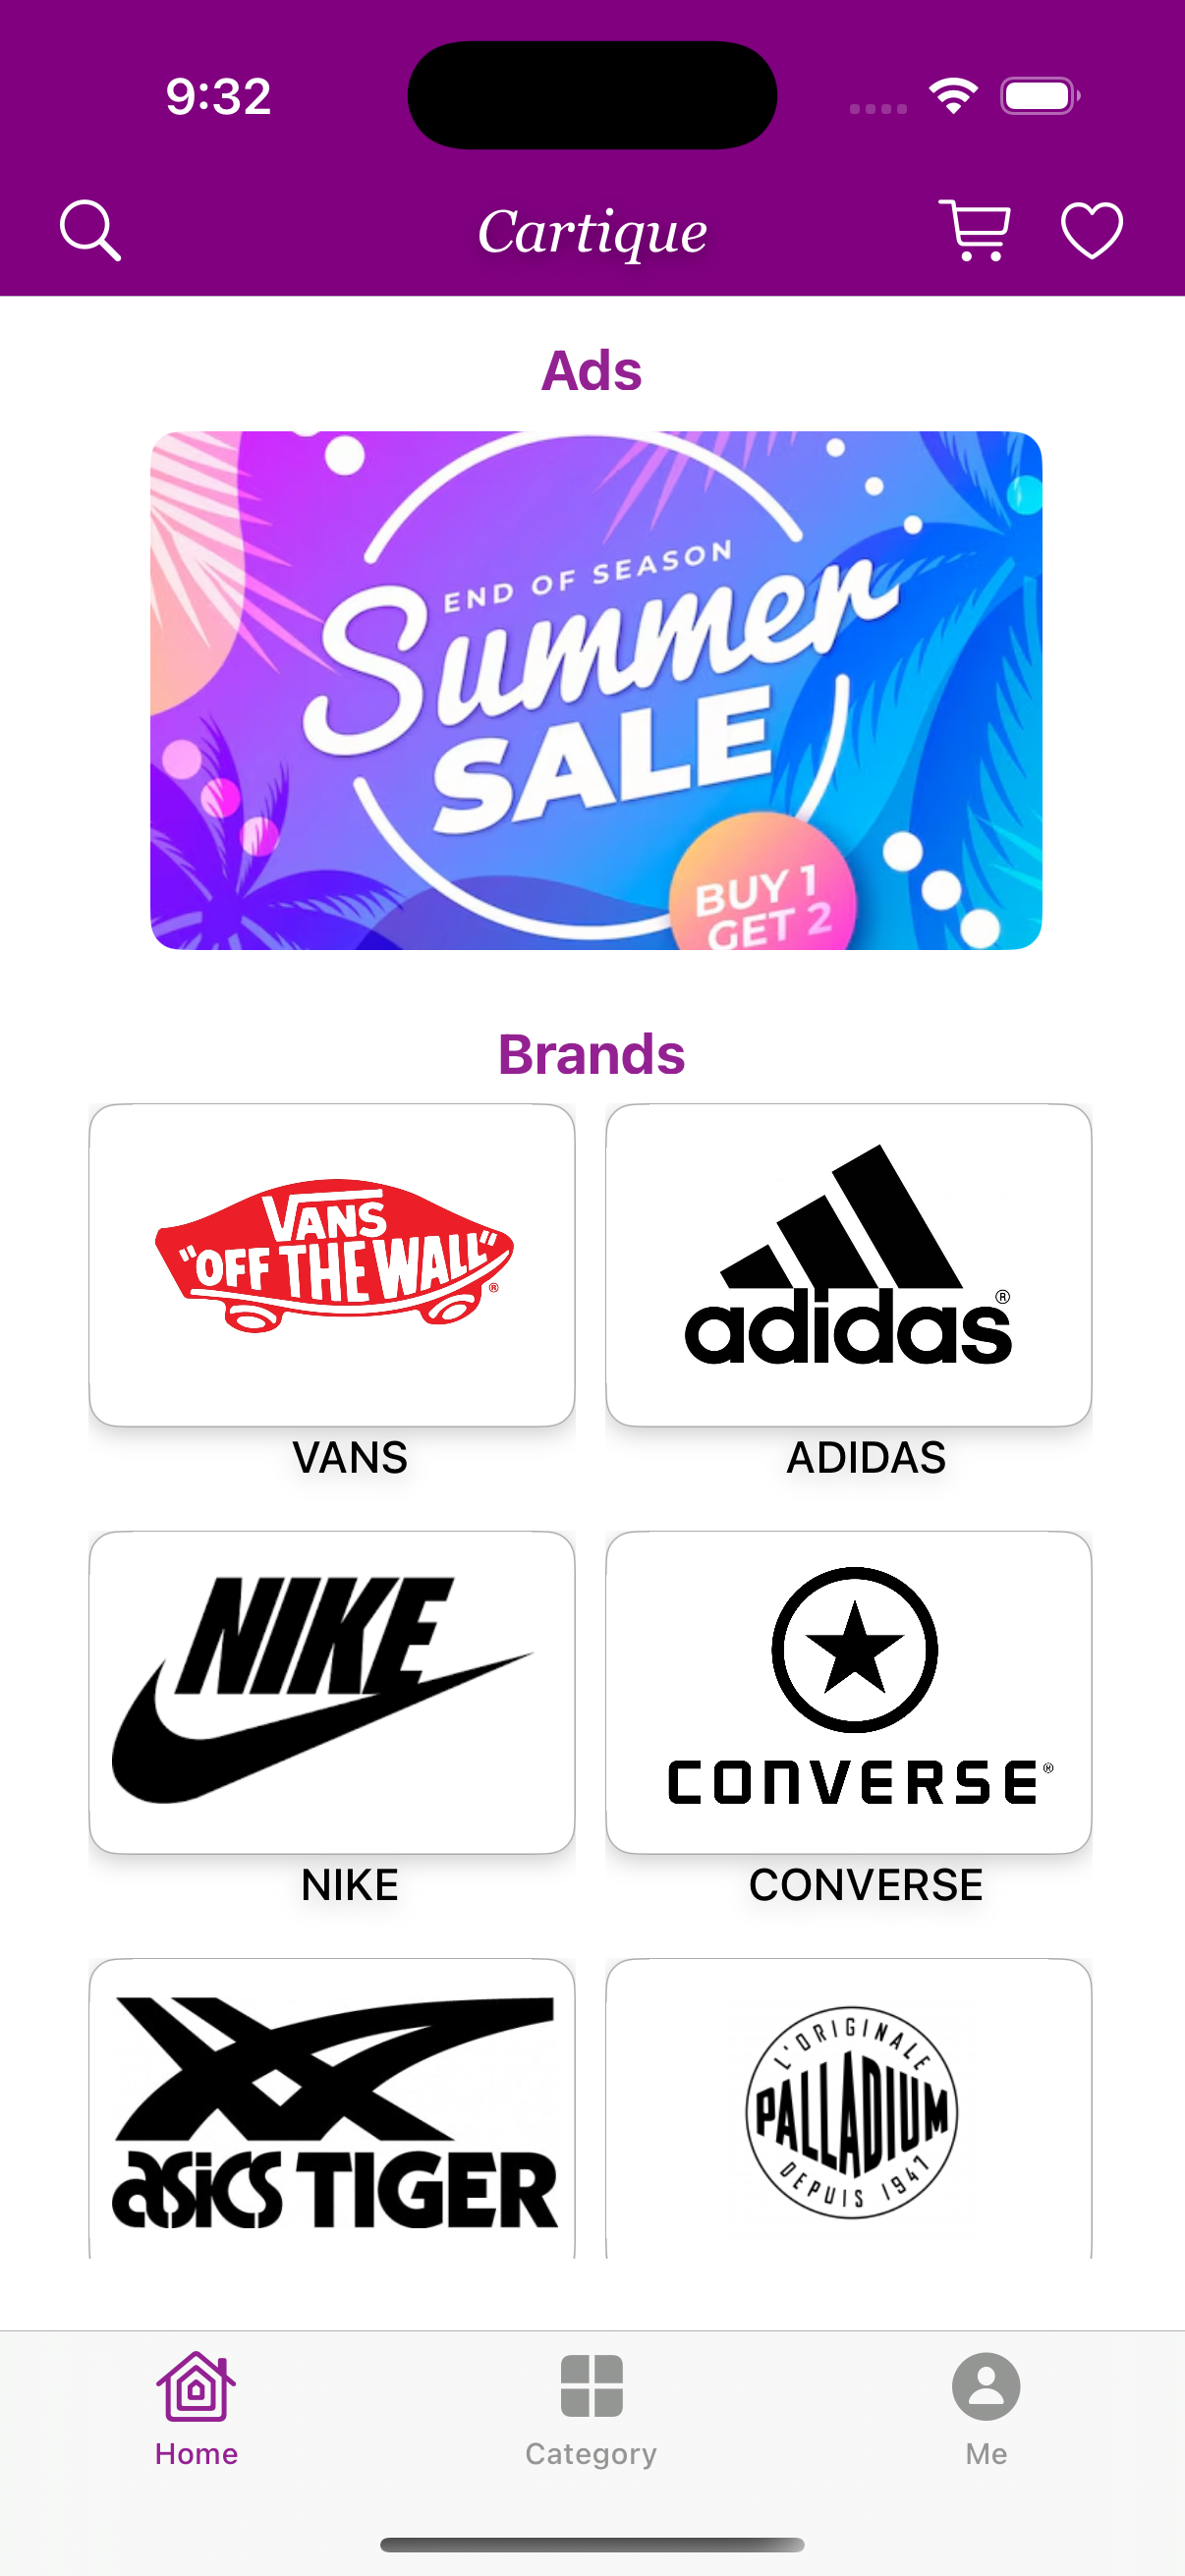 9:32
Cartique
Ads
END OF SEASON
Summer
SALE
BUY 1
GET 2
Brands
VANS
"OFF THE WALL"®
adidas®
VANS
ADIDAS
NIKE
CONVERSE®
NIKE
CONVERSE
asics TIGER
L'ORIGINALE
PALLADIUM
DEPUIS 1947
Home
Category
Me